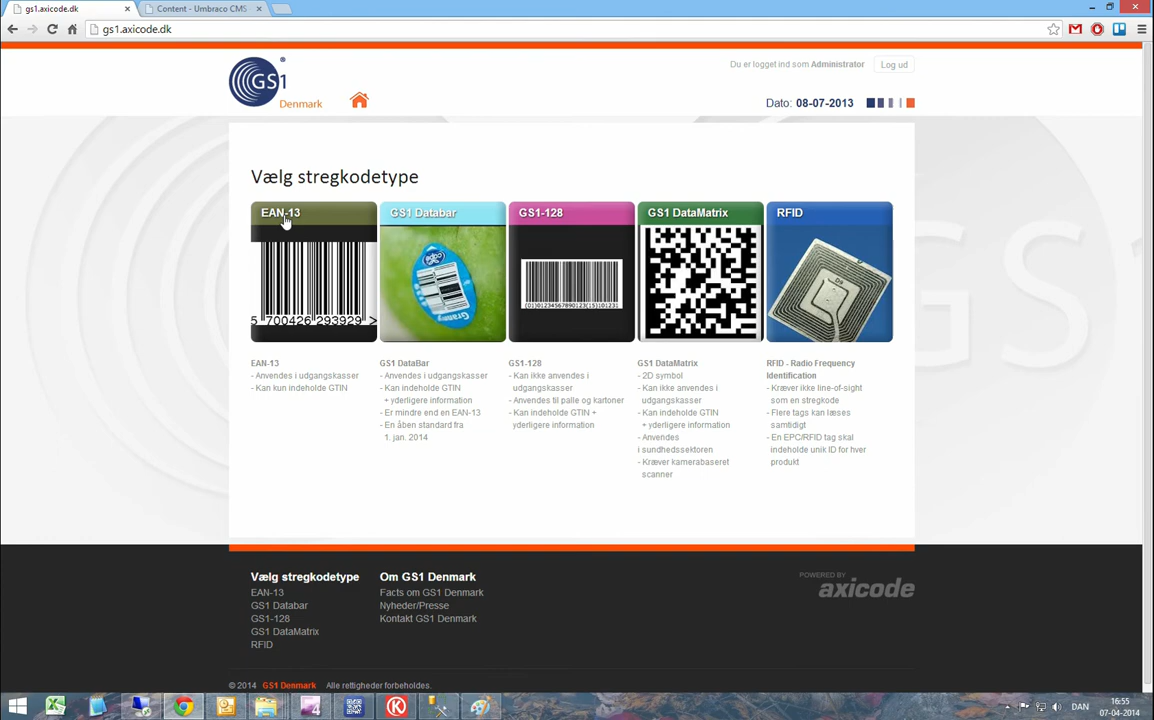 gs1.axicode.dk
Content - Umbraco CMS
gs1.axicode.dk
GS1
Denmark
Du er logget ind som Administrator
Log ud
Dato: 08-07-2013
Vælg stregkodetype
EAN-13
GS1 Databar
GS1-128
GS1 DataMatrix
RFID
5 700426 293929 >
(01)01234567890123(15)101231
EAN-13
- Anvendes i udgangskasser
- Kan kun indeholde GTIN
GS1 DataBar
- Anvendes i udgangskasser
- Kan indeholde GTIN
+ yderligere information
- Er mindre end en EAN-13
- En åben standard fra
1. jan. 2014
GS1-128
- Kan ikke anvendes i
udgangskasser
- Anvendes til palle og kartoner
- Kan indeholde GTIN +
yderligere information
GS1 DataMatrix
- 2D symbol
- Kan ikke anvendes i
udgangskasser
- Kan indeholde GTIN
+ yderligere information
- Anvendes
i sundhedssektoren
- Kræver kamerabaseret
scanner
RFID - Radio Frequency
Identification
- Kræver ikke line-of-sight
som en stregkode
- Flere tags kan læses
samtidigt
- En EPC/RFID tag skal
indeholde unik ID for hver
produkt
Vælg stregkodetype
EAN-13
GS1 Databar
GS1-128
GS1 DataMatrix
RFID
Om GS1 Denmark
Facts om GS1 Denmark
Nyheder/Presse
Kontakt GS1 Denmark
POWERED BY
axicode
© 2014 GS1 Denmark Alle rettigheder forbeholdes.
DAN
16:55
07-04-2014